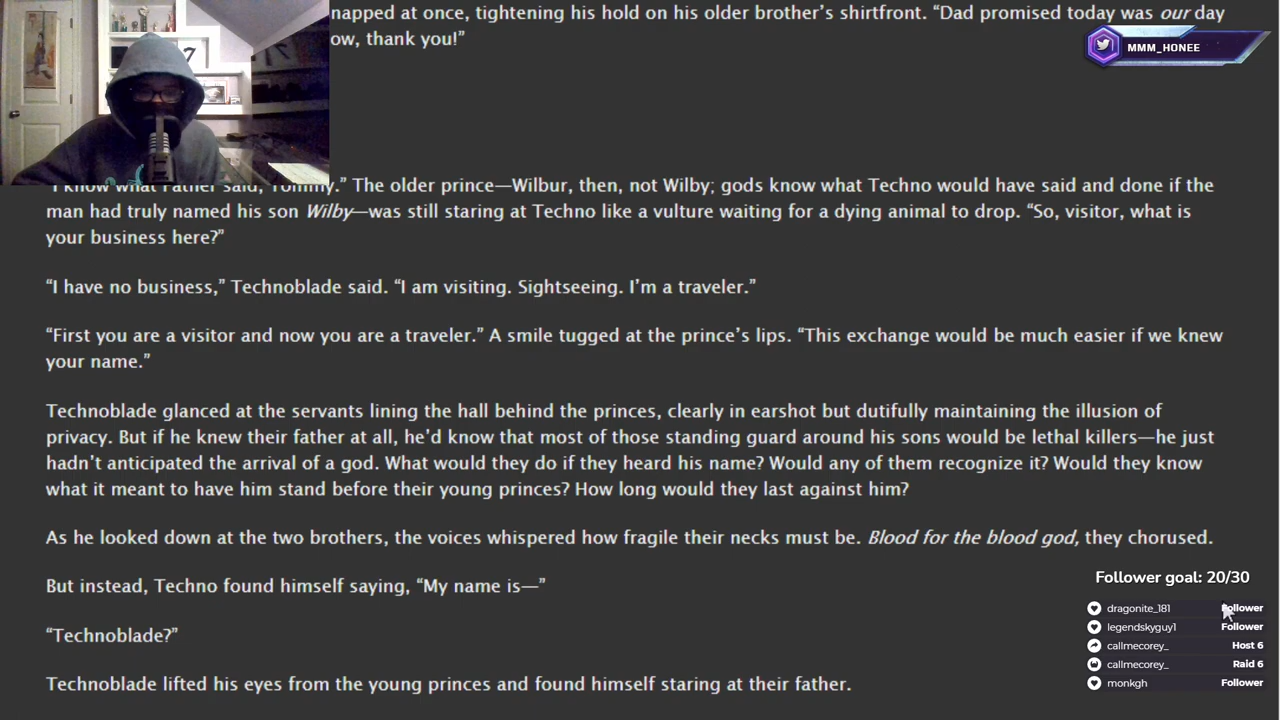 napped at once, tightening his hold on his older brother’s shirtfront. “Dad promised today was our day
ow, thank you!”
MMM_HONEE
“I know what Father said, Tommy.” The older prince—Wilbur, then, not Wilby; gods know what Techno would have said and done if the
man had truly named his son Wilby—was still staring at Techno like a vulture waiting for a dying animal to drop. “So, visitor, what is
your business here?”
“I have no business,” Technoblade said. “I am visiting. Sightseeing. I’m a traveler.”
“First you are a visitor and now you are a traveler.” A smile tugged at the prince’s lips. “This exchange would be much easier if we knew
your name.”
Technoblade glanced at the servants lining the hall behind the princes, clearly in earshot but dutifully maintaining the illusion of
privacy. But if he knew their father at all, he’d know that most of those standing guard around his sons would be lethal killers—he just
hadn’t anticipated the arrival of a god. What would they do if they heard his name? Would any of them recognize it? Would they know
what it meant to have him stand before their young princes? How long would they last against him?
As he looked down at the two brothers, the voices whispered how fragile their necks must be. Blood for the blood god, they chorused.
But instead, Techno found himself saying, “My name is—”
“Technoblade?”
Technoblade lifted his eyes from the young princes and found himself staring at their father.
Follower goal: 20/30
dragonite_181 Follower
legendskyguy1 Follower
callmecorey_ Host 6
callmecorey_ Raid 6
monkgh Follower